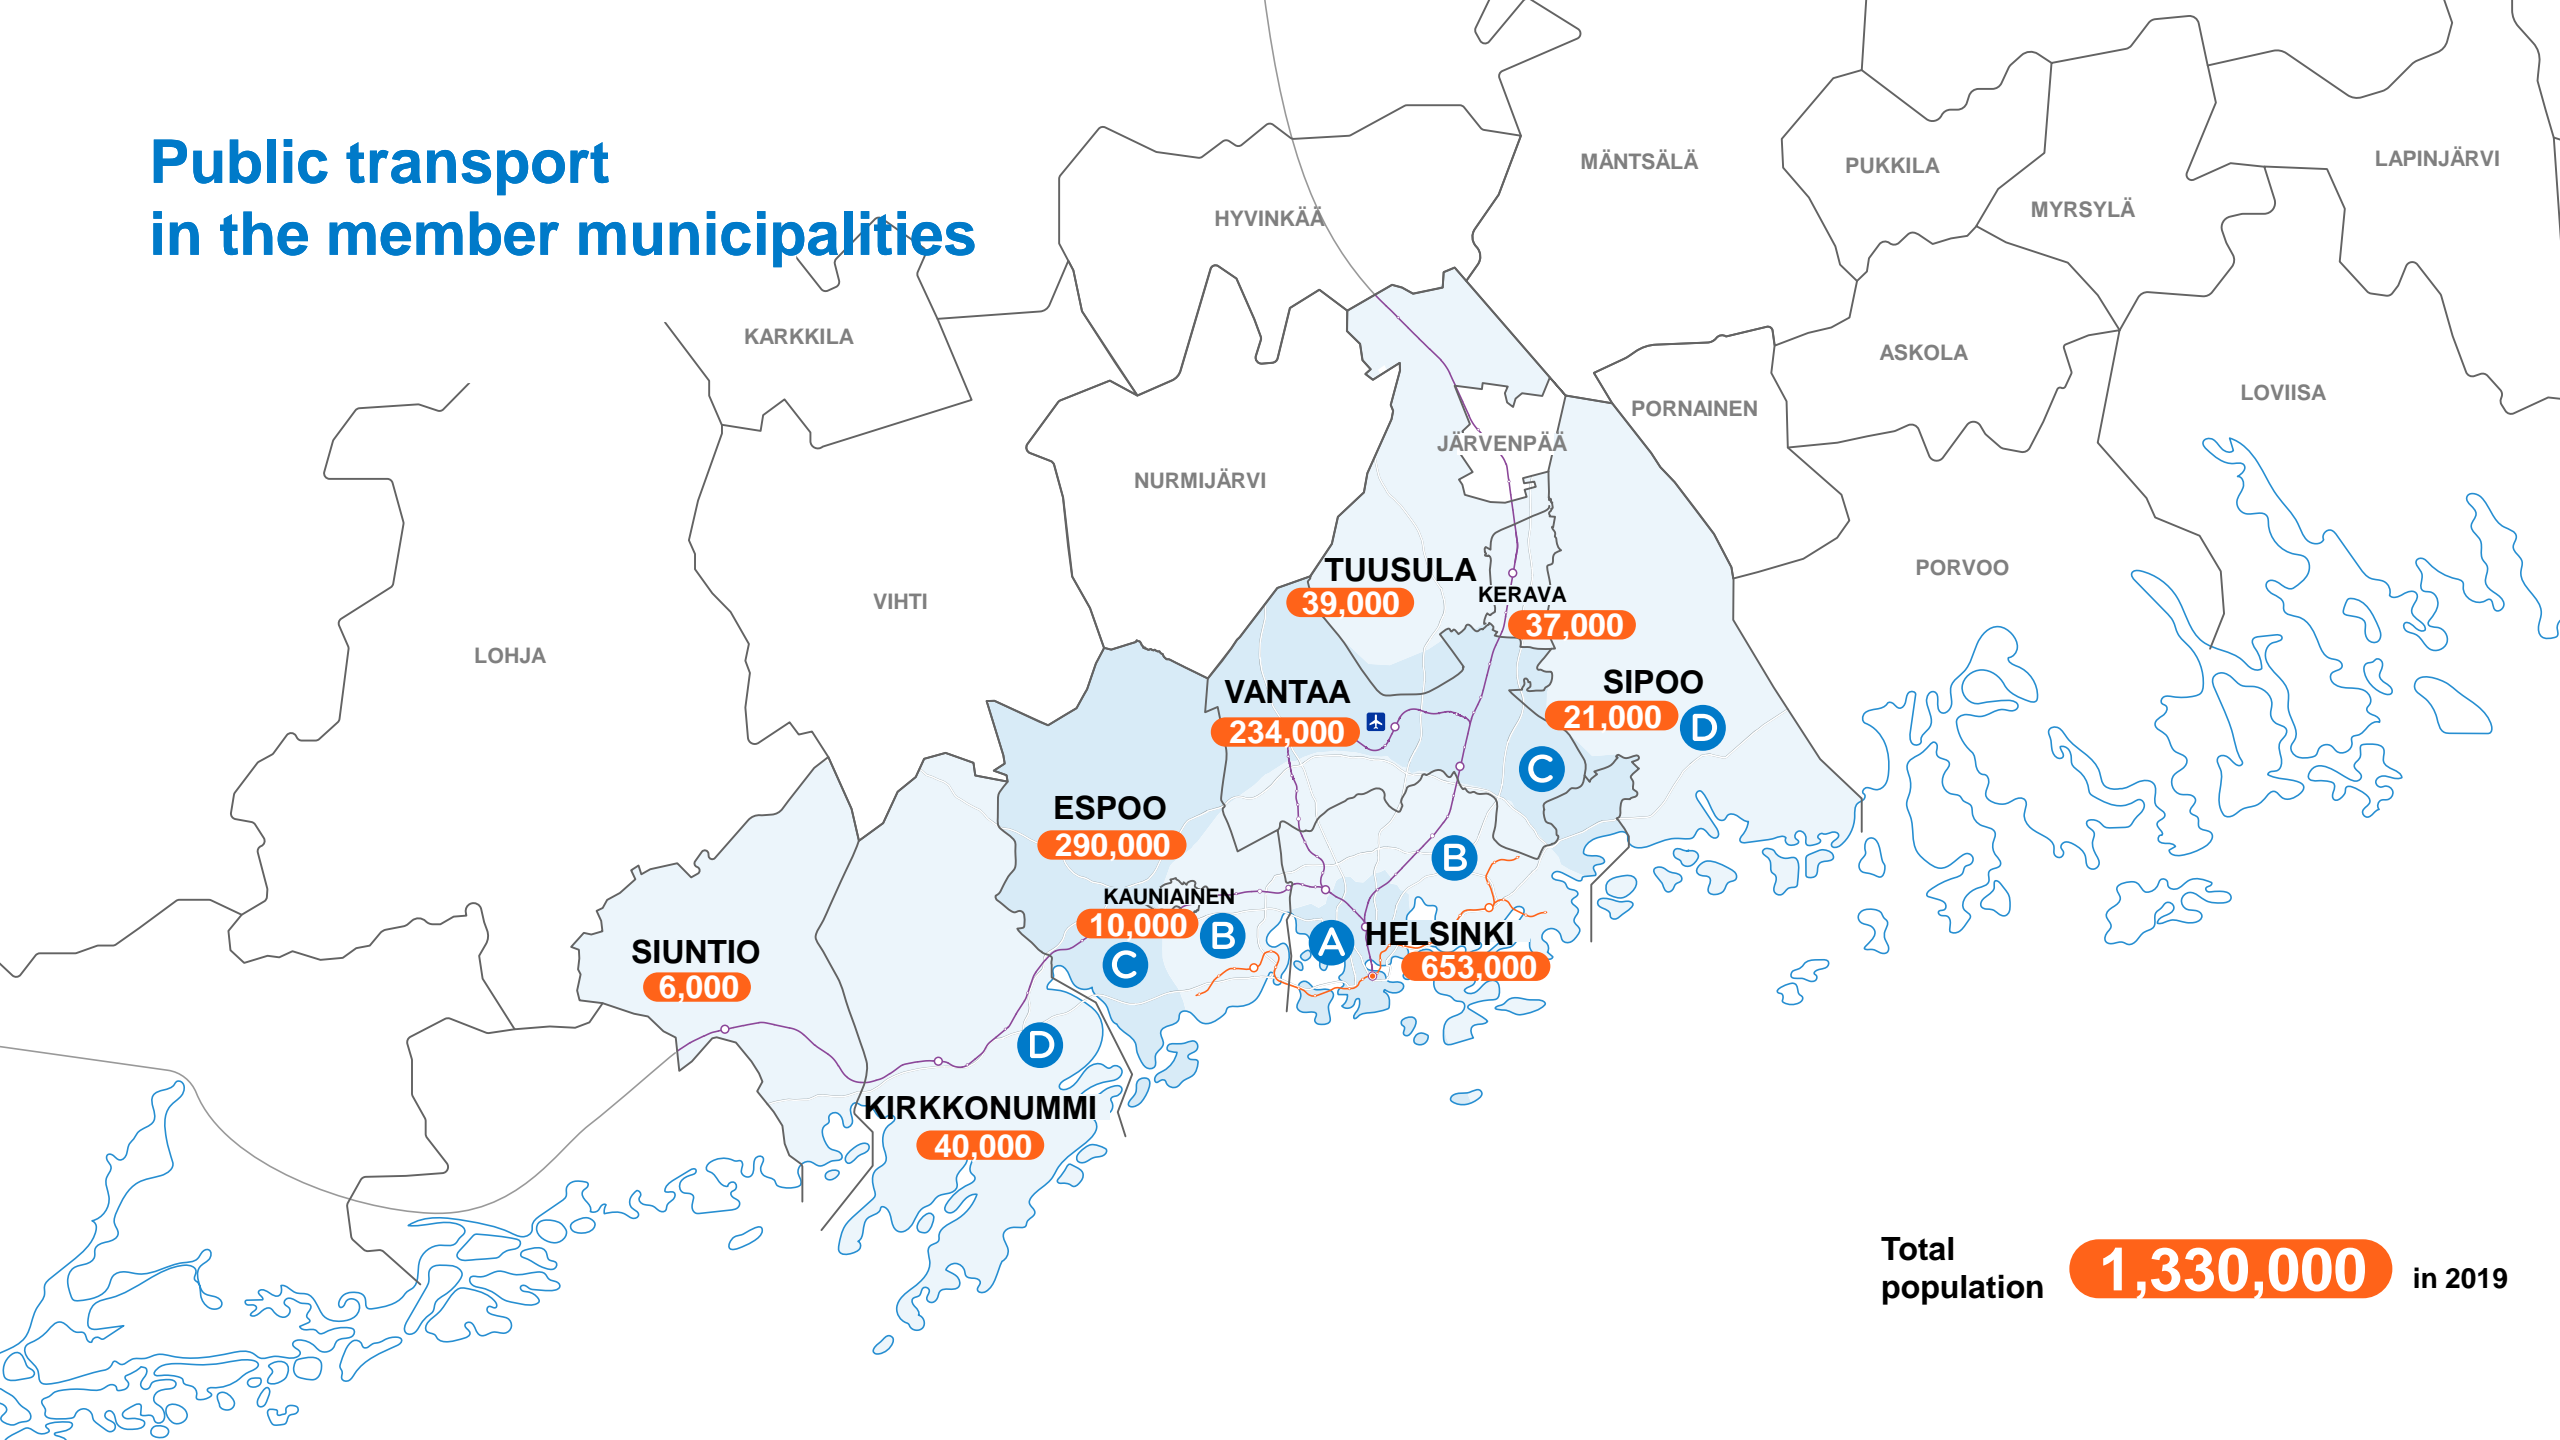 Public transport
in the member municipalities
MÄNTSÄLÄ
PUKKILA
LAPINJÄRVI
MYRSYLÄ
HYVINKÄÄ
KARKKILA
ASKOLA
LOVIISA
PORNAINEN
JÄRVENPÄÄ
NURMIJÄRVI
PORVOO
TUUSULA
39,000
KERAVA
37,000
VIHTI
LOHJA
SIPOO
21,000
D
VANTAA
234,000
C
ESPOO
290,000
B
KAUNIAINEN
10,000
B
C
A
HELSINKI
653,000
SIUNTIO
6,000
D
KIRKKONUMMI
40,000
Total
population
1,330,000
in 2019